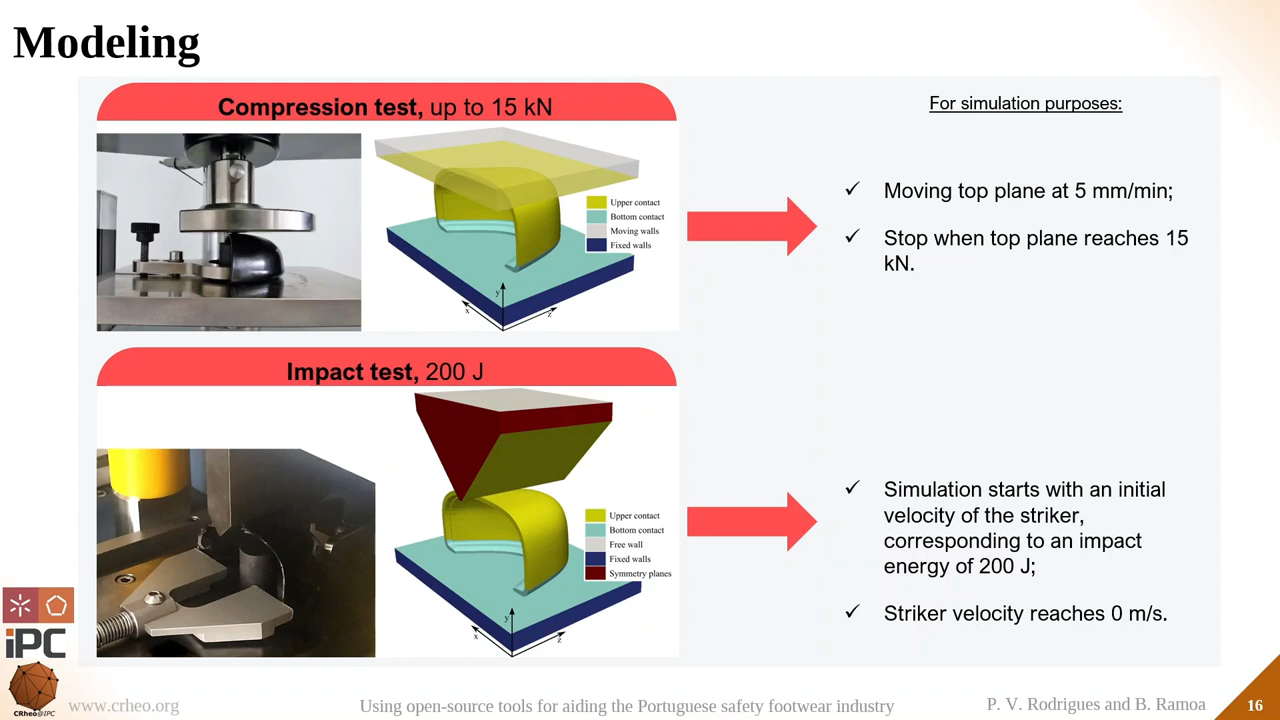 Modeling
Compression test, up to 15 kN
Upper contact
Bottom contact
Moving walls
Fixed walls
y
x
z
For simulation purposes:
✓ Moving top plane at 5 mm/min;
✓ Stop when top plane reaches 15
kN.
Impact test, 200 J
Upper contact
Bottom contact
Free wall
Fixed walls
Symmetry planes
y
x
z
✓ Simulation starts with an initial
velocity of the striker,
corresponding to an impact
energy of 200 J;
✓ Striker velocity reaches 0 m/s.
iPC
CRheo@IPC
www.crheo.org
Using open-source tools for aiding the Portuguese safety footwear industry
P. V. Rodrigues and B. Ramoa
16